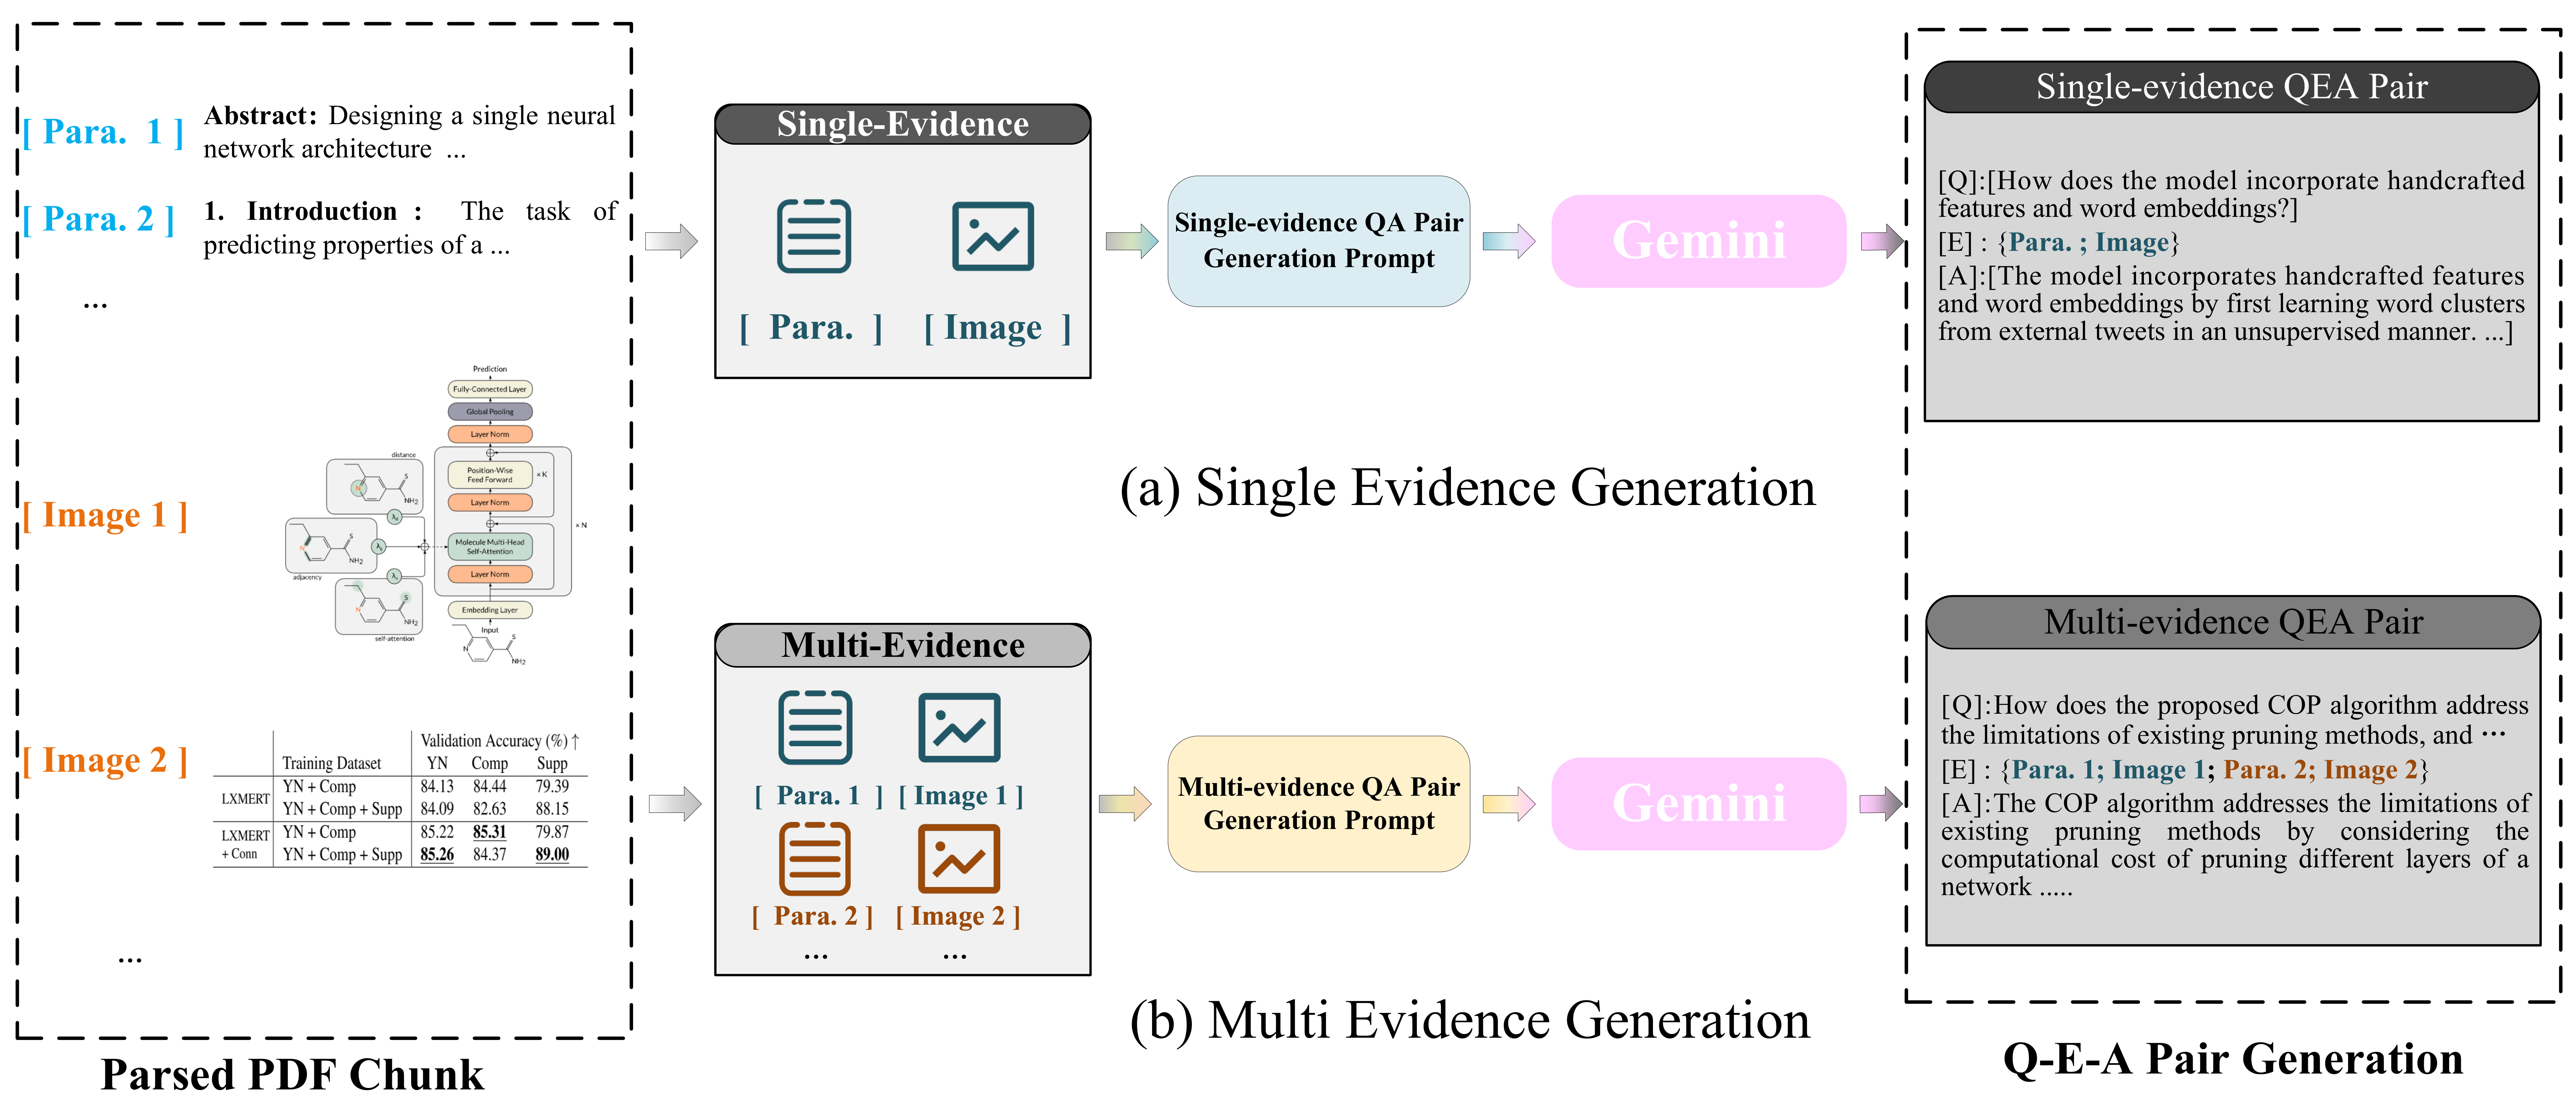 [ Para. 1 ]
Abstract: Designing a single neural
network architecture ...
[ Para. 2 ]
1. Introduction : The task of
predicting properties of a ...
...
[ Image 1 ]
Prediction
Fully-Connected Layer
Global Pooling
Layer Norm
Position-Wise
Feed Forward
× K
Layer Norm
× N
Molecule Multi-Head
Self-Attention
Layer Norm
Embedding Layer
Input
distance
N
S
NH2
λd
adjacency
N
S
NH2
λg
self-attention
N
S
NH2
λa
N
S
NH2
[ Image 2 ]
Validation Accuracy (%) ↑
Training Dataset YN Comp Supp
LXMERT
YN + Comp 84.13 84.44 79.39
YN + Comp + Supp 84.09 82.63 88.15
LXMERT
+ Conn
YN + Comp 85.22 85.31 79.87
YN + Comp + Supp 85.26 84.37 89.00
...
Parsed PDF Chunk
Single-Evidence
[ Para. ] [ Image ]
Single-evidence QA Pair
Generation Prompt
Gemini
(a) Single Evidence Generation
Multi-Evidence
[ Para. 1 ] [ Image 1 ]
[ Para. 2 ] [ Image 2 ]
... ...
Multi-evidence QA Pair
Generation Prompt
Gemini
(b) Multi Evidence Generation
Single-evidence QEA Pair
[Q]:[How does the model incorporate handcrafted
features and word embeddings?]
[E] : {Para. ; Image}
[A]:[The model incorporates handcrafted features
and word embeddings by first learning word clusters
from external tweets in an unsupervised manner. ...]
Multi-evidence QEA Pair
[Q]:How does the proposed COP algorithm address
the limitations of existing pruning methods, and ···
[E] : {Para. 1; Image 1; Para. 2; Image 2}
[A]:The COP algorithm addresses the limitations of
existing pruning methods by considering the
computational cost of pruning different layers of a
network .....
Q-E-A Pair Generation